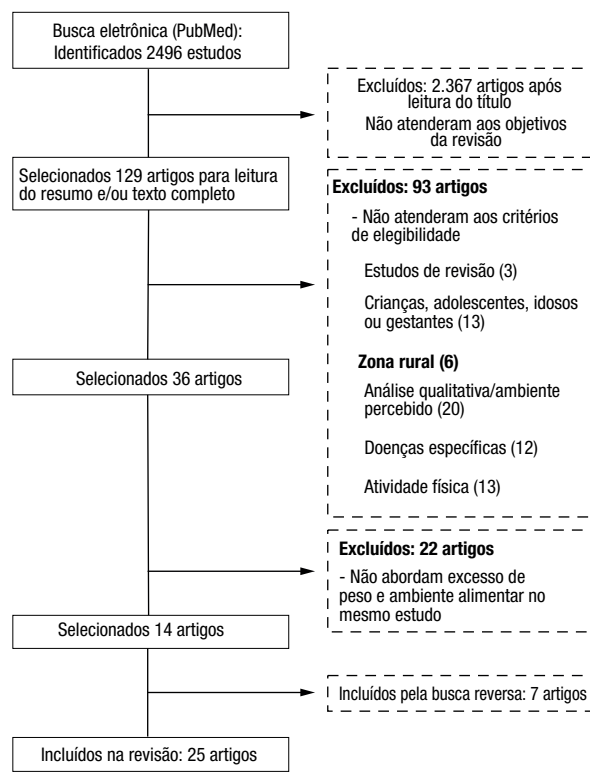 Busca eletrônica (PubMed):
Identificados 2496 estudos
Excluídos: 2.367 artigos após
leitura do título
Não atenderam aos objetivos
da revisão
Selecionados 129 artigos para leitura
do resumo e/ou texto completo
Excluídos: 93 artigos
- Não atenderam aos critérios
de elegibilidade
Estudos de revisão (3)
Crianças, adolescentes, idosos
ou gestantes (13)
Zona rural (6)
Análise qualitativa/ambiente
percebido (20)
Doenças específicas (12)
Atividade física (13)
Selecionados 36 artigos
Excluídos: 22 artigos
- Não abordam excesso de
peso e ambiente alimentar no
mesmo estudo
Selecionados 14 artigos
Incluídos pela busca reversa: 7 artigos
Incluídos na revisão: 25 artigos